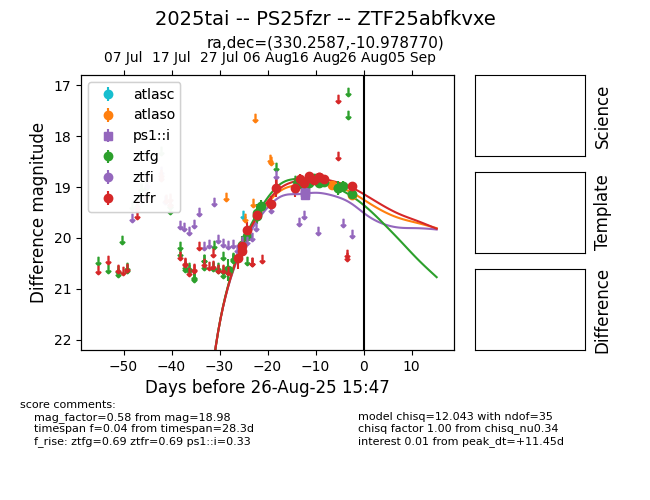 2025tai -- PS25fzr -- ZTF25abfkvxe
ra,dec=(330.2587,-10.978770)
07 Jul 17 Jul 27 Jul 06 Aug 16 Aug 26 Aug 05 Sep
atlasc
atlaso
ps1::i
ztfg
ztfi
ztfr
17
18
19
20
21
22
Difference magnitude
−50 −40 −30 −20 −10 0 10
Days before 26-Aug-25 15:47
Science
Template
Difference
score comments:
mag_factor=0.58 from mag=18.98
timespan f=0.04 from timespan=28.3d
f_rise: ztfg=0.69 ztfr=0.69 ps1::i=0.33
model chisq=12.043 with ndof=35
chisq factor 1.00 from chisq_nu0.34
interest 0.01 from peak_dt=+11.45d